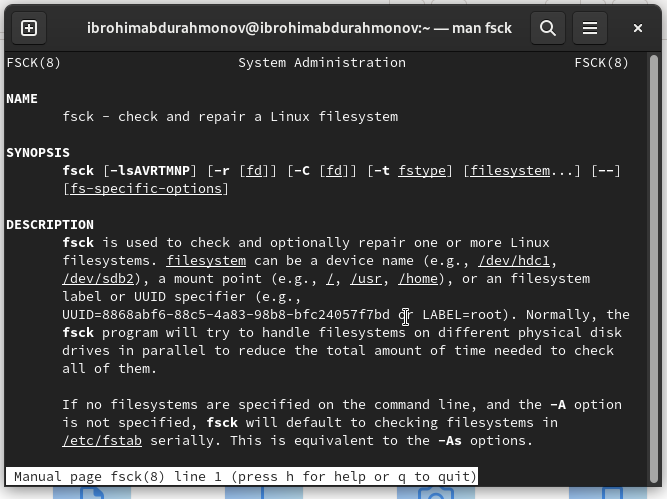 ibrohimabdurahmonov@ibrohimabdurahmonov:~ — man fsck
FSCK(8) System Administration FSCK(8)
NAME
fsck - check and repair a Linux filesystem
SYNOPSIS
fsck [-lsAVRTMNP] [-r [fd]] [-C [fd]] [-t fstype] [filesystem...] [--]
[fs-specific-options]
DESCRIPTION
fsck is used to check and optionally repair one or more Linux
filesystems. filesystem can be a device name (e.g., /dev/hdc1,
/dev/sdb2), a mount point (e.g., /, /usr, /home), or an filesystem
label or UUID specifier (e.g.,
UUID=8868abf6-88c5-4a83-98b8-bfc24057f7bd or LABEL=root). Normally, the
fsck program will try to handle filesystems on different physical disk
drives in parallel to reduce the total amount of time needed to check
all of them.
If no filesystems are specified on the command line, and the -A option
is not specified, fsck will default to checking filesystems in
/etc/fstab serially. This is equivalent to the -As options.
Manual page fsck(8) line 1 (press h for help or q to quit)